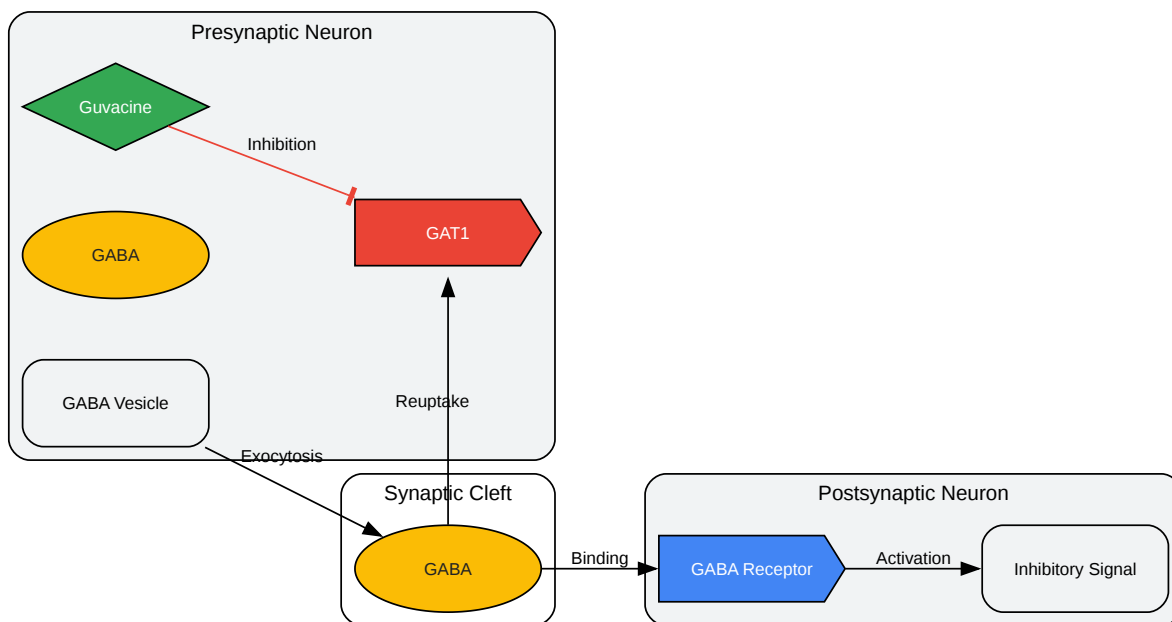 Presynaptic Neuron
Guvacine
Inhibition
GAT1
GABA
GABA Vesicle
Reuptake
Exocytosis
Synaptic Cleft
Postsynaptic Neuron
GABA
Binding
GABA Receptor
Activation
Inhibitory Signal